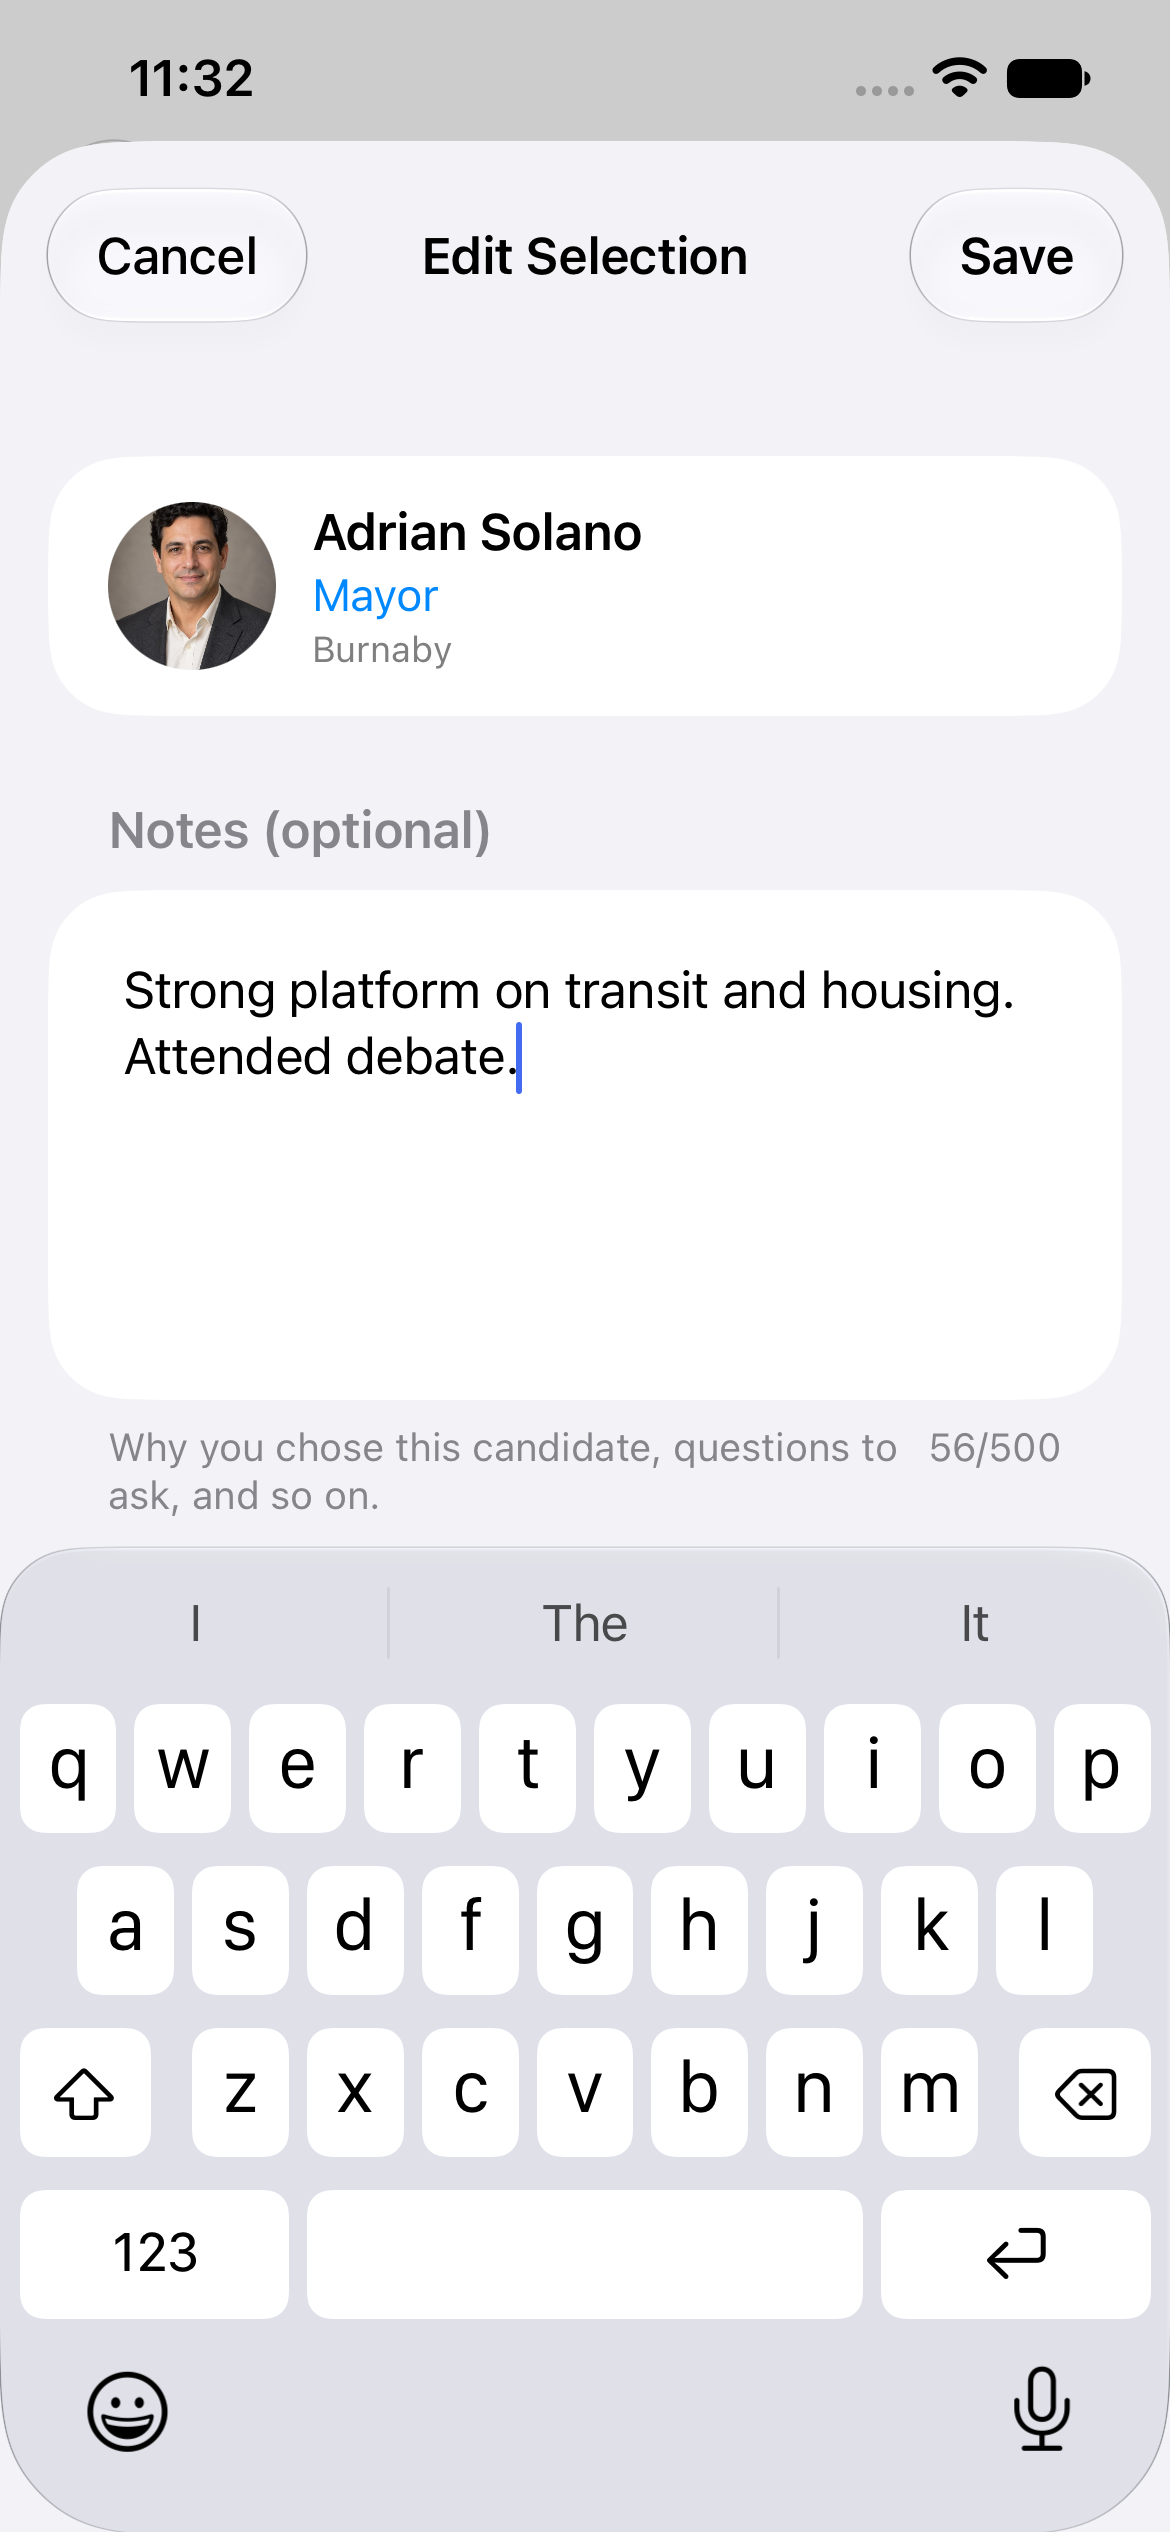 11:32
Cancel
Edit Selection
Save
Adrian Solano
Mayor
Burnaby
Notes (optional)
Strong platform on transit and housing.
Attended debate.
Why you chose this candidate, questions to 56/500
ask, and so on.
I The It
q w e r t y u i o p
a s d f g h j k l
z x c v b n m
123